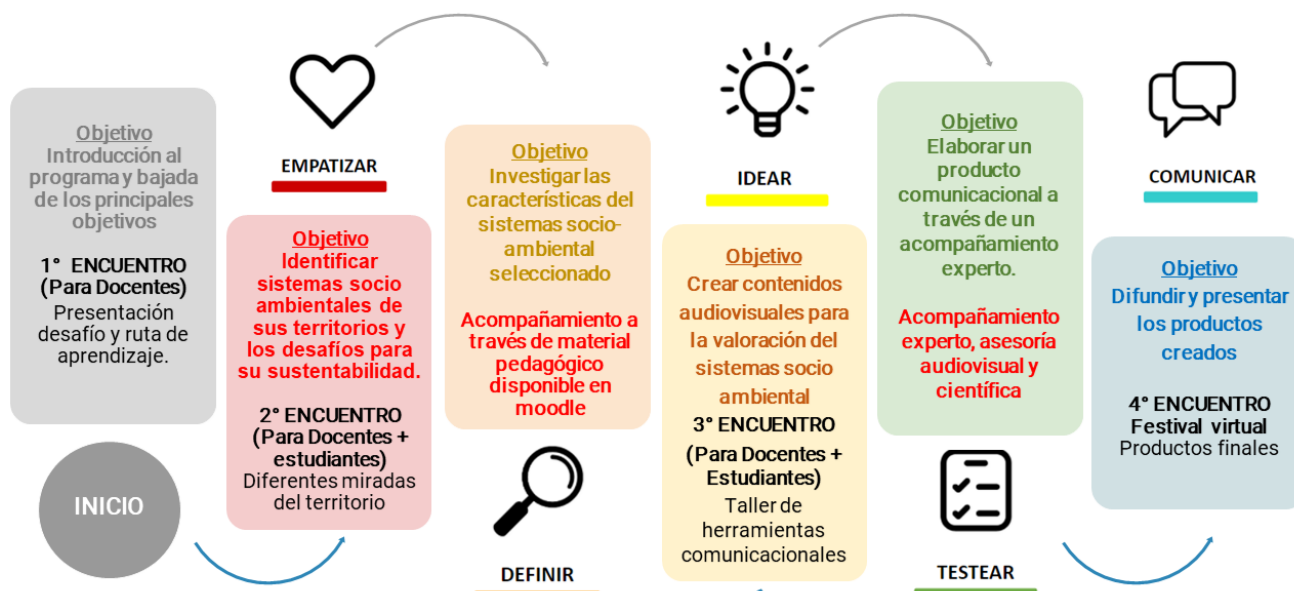 Objetivo
Introducción al
programa y bajada
de los principales
objetivos
1° ENCUENTRO
(Para Docentes)
Presentación
desafío y ruta de
aprendizaje.
INICIO
EMPATIZAR
Objetivo
Identificar
sistemas socio
ambientales de
sus territorios y
los desafíos para
su sustentabilidad.
2° ENCUENTRO
(Para Docentes +
estudiantes)
Diferentes miradas
del territorio
Objetivo
Investigar las
características del
sistemas socio-
ambiental
seleccionado
Acompañamiento a
través de material
pedagógico
disponible en
moodle
DEFINIR
IDEAR
Objetivo
Crear contenidos
audiovisuales para
la valoración del
sistemas socio
ambiental
3° ENCUENTRO
(Para Docentes +
Estudiantes)
Taller de
herramientas
comunicacionales
Objetivo
Elaborar un
producto
comunicacional a
través de un
acompañamiento
experto.
Acompañamiento
experto, asesoría
audiovisual y
científica
TESTEAR
COMUNICAR
Objetivo
Difundir y presentar
los productos
creados
4° ENCUENTRO
Festival virtual
Productos finales